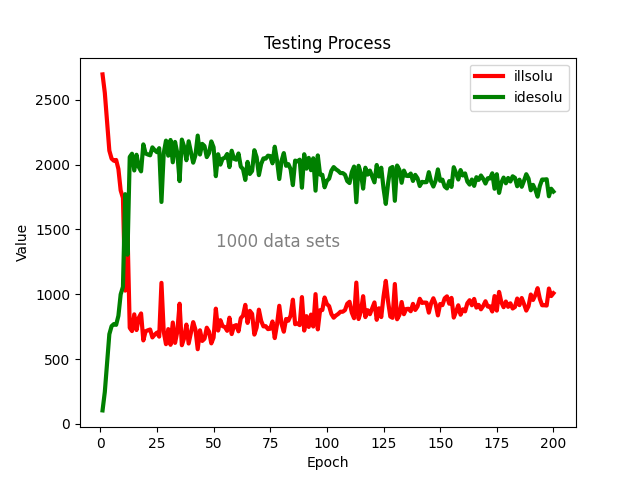 Testing Process
illsolu
idesolu
1000 data sets
Value
2500
2000
1500
1000
500
0
0 25 50 75 100 125 150 175 200
Epoch